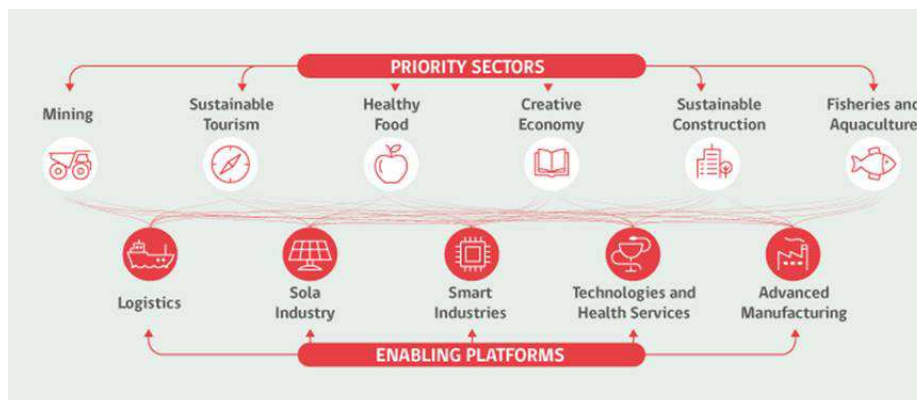 PRIORITY SECTORS
Mining
Sustainable
Tourism
Healthy
Food
Creative
Economy
Sustainable
Construction
Fisheries and
Aquaculture
Logistics
Sola
Industry
Smart
Industries
Technologies and
Health Services
Advanced
Manufacturing
ENABLING PLATFORMS